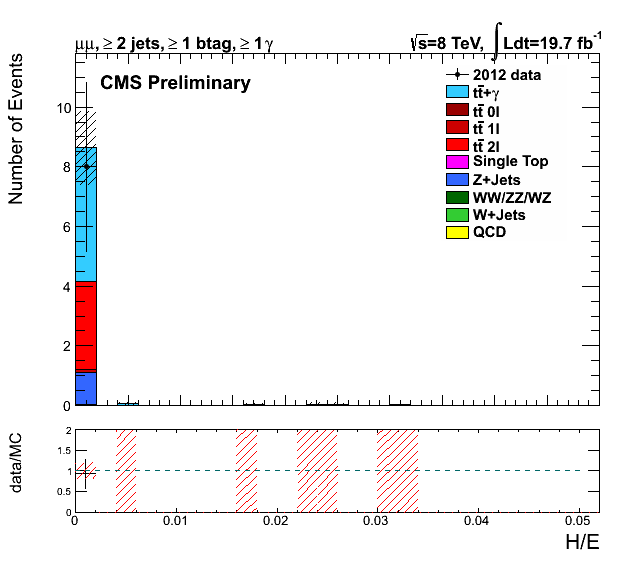 μμ, ≥ 2 jets, ≥ 1 btag, ≥ 1 γ
√s=8 TeV, ∫ Ldt=19.7 fb⁻¹
CMS Preliminary
Number of Events
10
8
6
4
2
0
2012 data
tt̄+γ
tt̄ 0l
tt̄ 1l
tt̄ 2l
Single Top
Z+Jets
WW/ZZ/WZ
W+Jets
QCD
data/MC
2
1.5
1
0.5
0
0 0.01 0.02 0.03 0.04 0.05
H/E